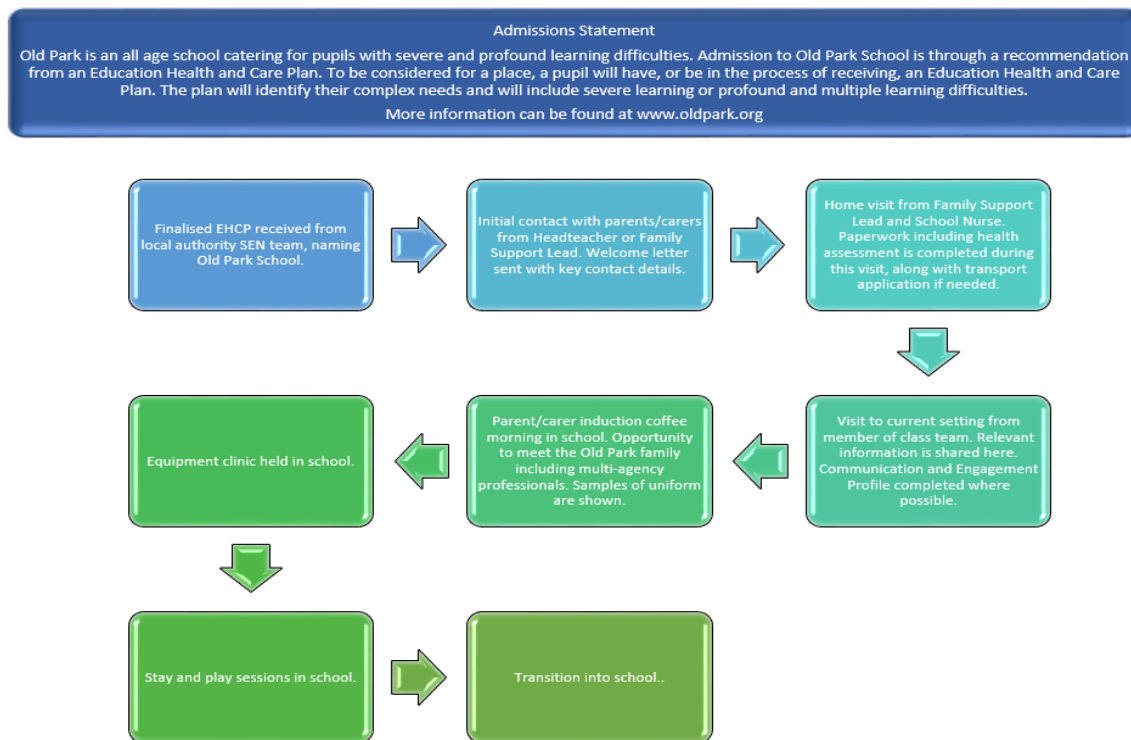 Admissions Statement
Old Park is an all age school catering for pupils with severe and profound learning difficulties. Admission to Old Park School is through a recommendation
from an Education Health and Care Plan. To be considered for a place, a pupil will have, or be in the process of receiving, an Education Health and Care
Plan. The plan will identify their complex needs and will include severe learning or profound and multiple learning difficulties.
More information can be found at www.oldpark.org
Finalised EHCP received from
local authority SEN team, naming
Old Park School.
Initial contact with parents/carers
from Headteacher or Family
Support Lead. Welcome letter
sent with key contact details.
Home visit from Family Support
Lead and School Nurse.
Paperwork including health
assessment is completed during
this visit, along with transport
application if needed.
Visit to current setting from
member of class team. Relevant
information is shared here.
Communication and Engagement
Profile completed where
possible.
Parent/carer induction coffee
morning in school. Opportunity
to meet the Old Park family
including multi-agency
professionals. Samples of uniform
are shown.
Equipment clinic held in school.
Stay and play sessions in school.
Transition into school..